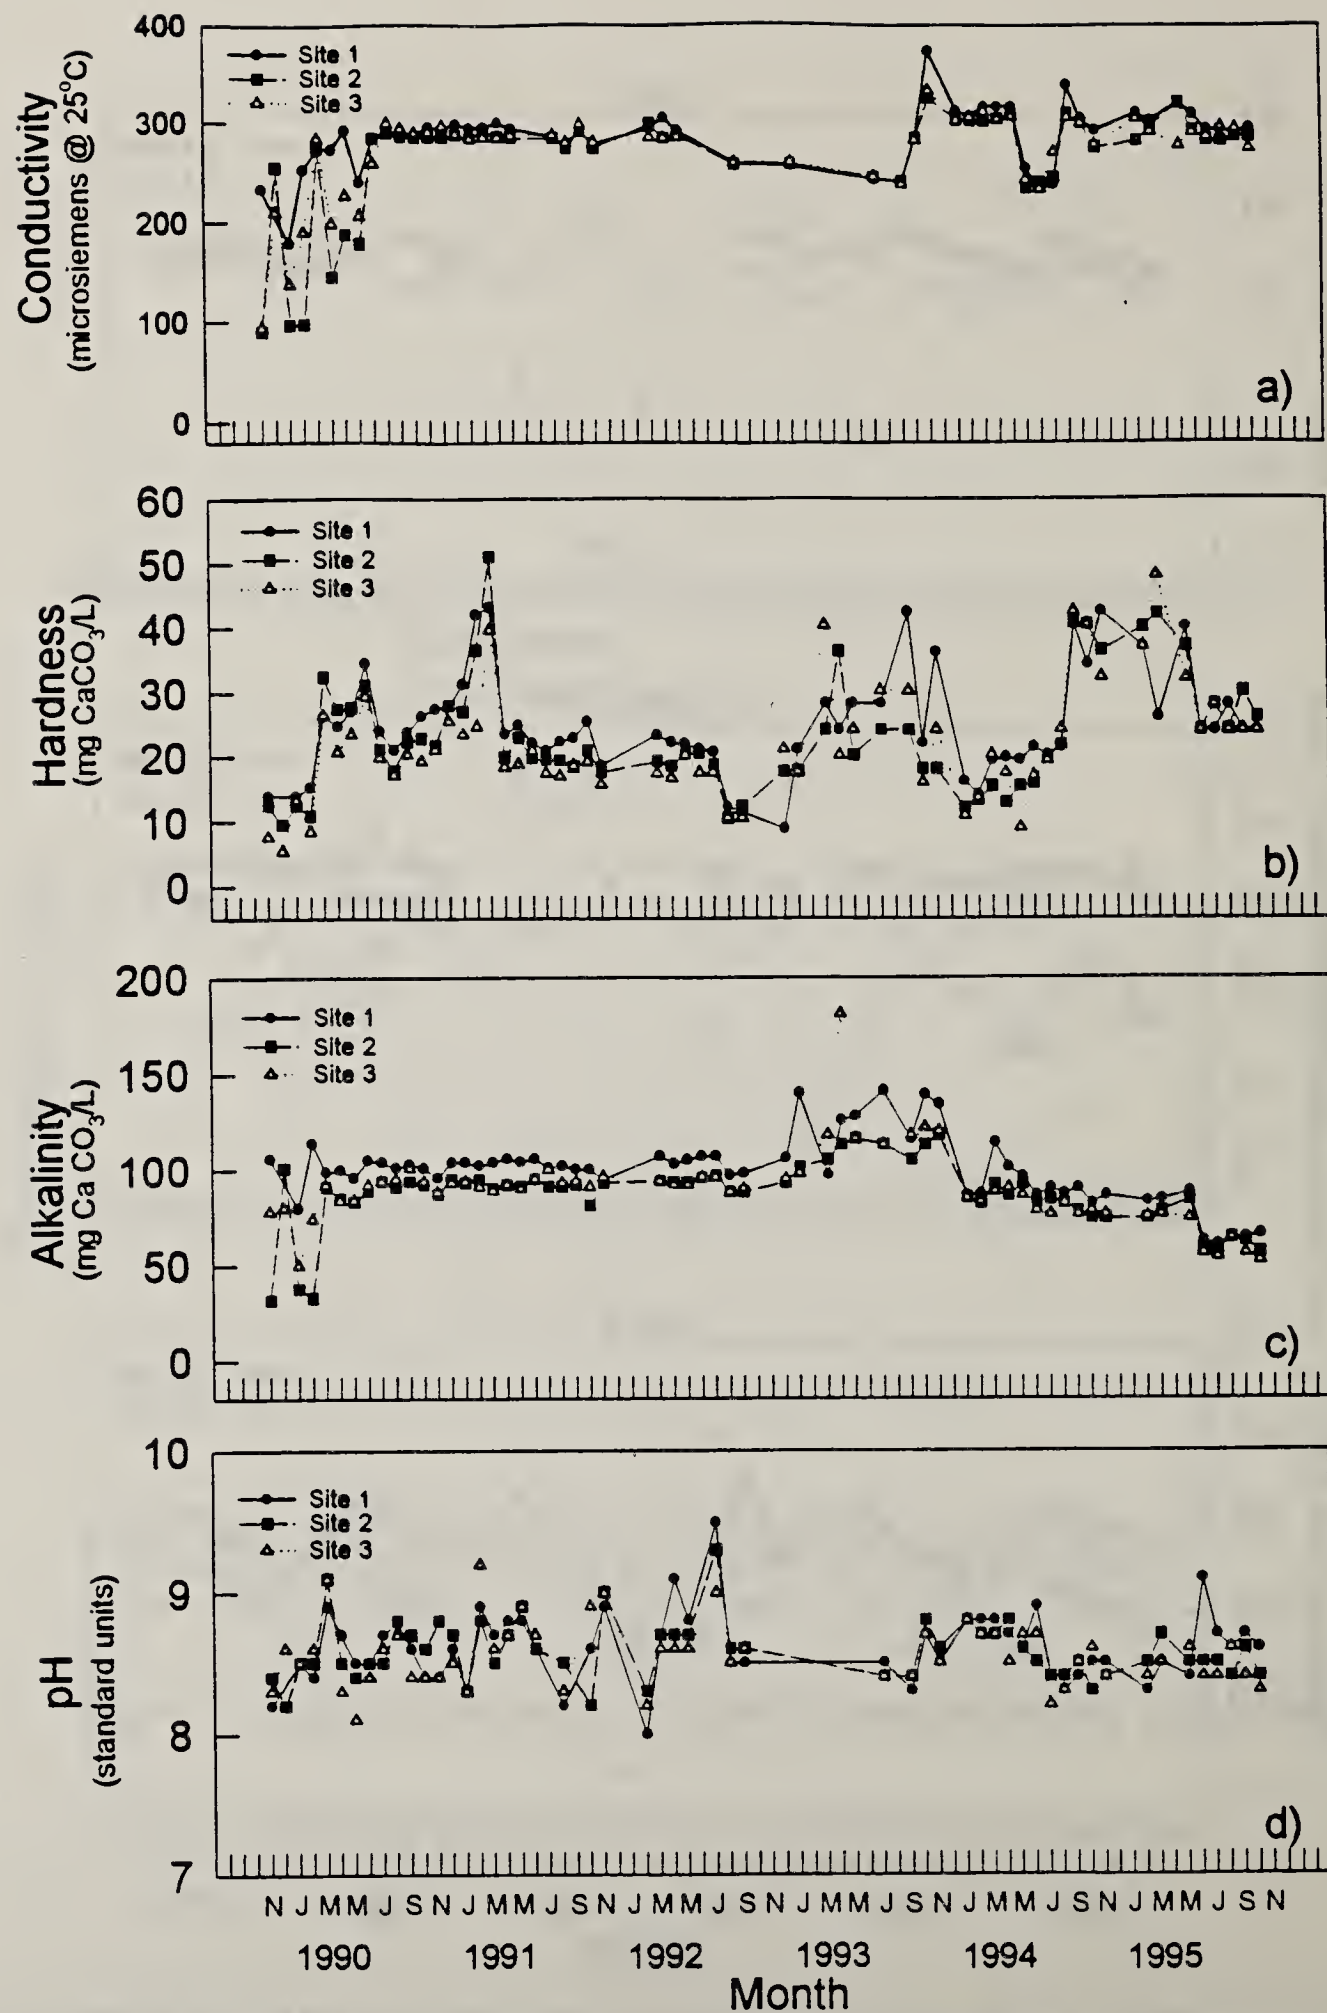 400
300
200
100
0
Conductivity
(microsiemens @ 25°C)
Site 1
Site 2
Site 3
a)
60
50
40
30
20
10
0
Hardness
(mg CaCO₃/L)
Site 1
Site 2
Site 3
b)
200
150
100
50
0
Alkalinity
(mg Ca CO₃/L)
Site 1
Site 2
Site 3
c)
10
9
8
7
pH
(standard units)
Site 1
Site 2
Site 3
d)
N J M M J S N J M M J S N J M M J S N J M M J S N J M M J S N J M M J S N
1990 1991 1992 1993 1994 1995
Month